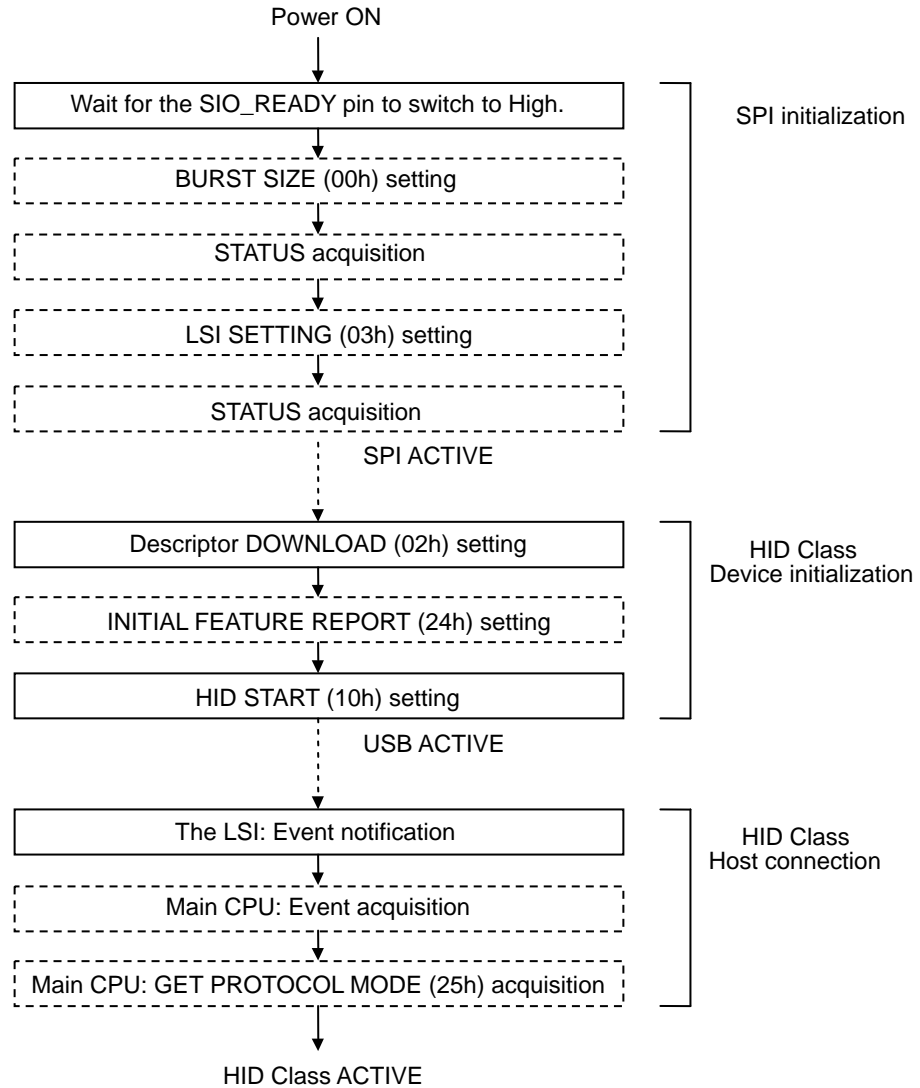 Power ON
Wait for the SIO_READY pin to switch to High.
SPI initialization
BURST SIZE (00h) setting
STATUS acquisition
LSI SETTING (03h) setting
STATUS acquisition
SPI ACTIVE
Descriptor DOWNLOAD (02h) setting
HID Class
Device initialization
INITIAL FEATURE REPORT (24h) setting
HID START (10h) setting
USB ACTIVE
The LSI: Event notification
HID Class
Host connection
Main CPU: Event acquisition
Main CPU: GET PROTOCOL MODE (25h) acquisition
HID Class ACTIVE